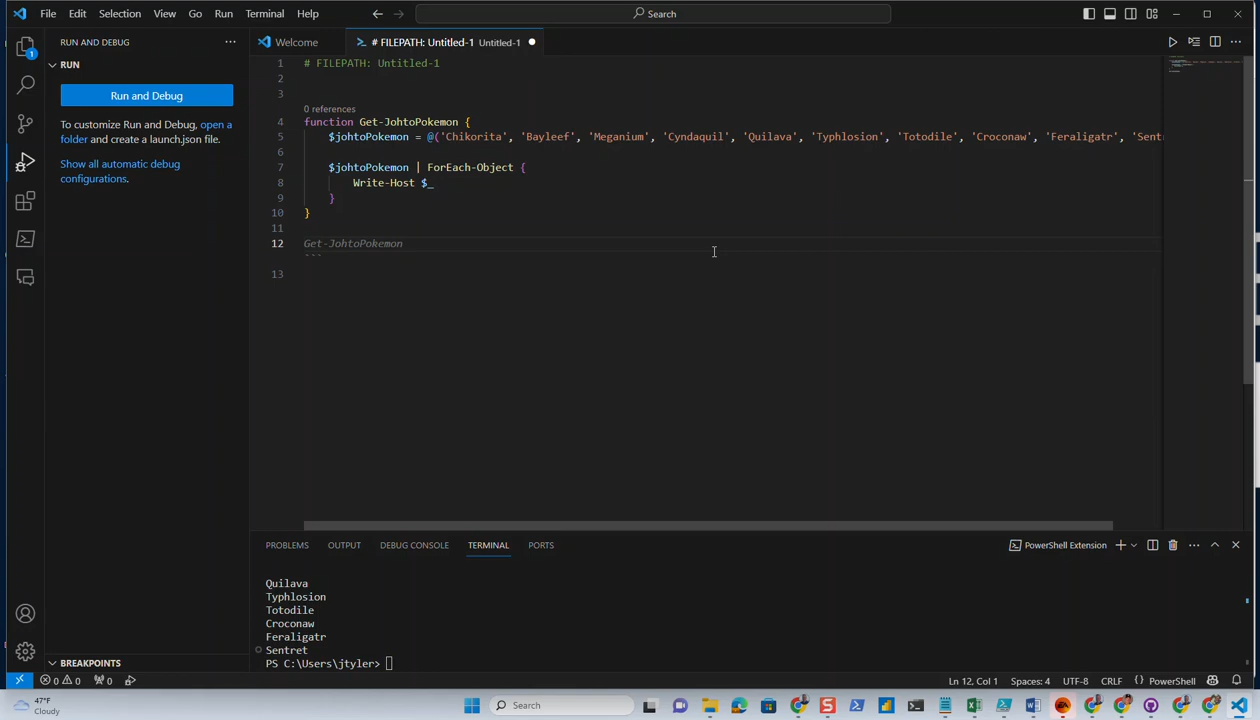 File Edit Selection View Go Run Terminal Help
Search
RUN AND DEBUG
RUN
Run and Debug
To customize Run and Debug, open a
folder and create a launch.json file.
Show all automatic debug
configurations.
BREAKPOINTS
Welcome
# FILEPATH: Untitled-1 Untitled-1
1 # FILEPATH: Untitled-1
2
3
0 references
4 function Get-JohtoPokemon {
5 $johtoPokemon = @('Chikorita', 'Bayleef', 'Meganium', 'Cyndaquil', 'Quilava', 'Typhlosion', 'Totodile', 'Croconaw', 'Feraligatr', 'Sentr
6
7 $johtoPokemon | ForEach-Object {
8 Write-Host $_
9 }
10 }
11
12 Get-JohtoPokemon
---
13
PROBLEMS OUTPUT DEBUG CONSOLE TERMINAL PORTS
PowerShell Extension
Quilava
Typhlosion
Totodile
Croconaw
Feraligatr
Sentret
PS C:\Users\jtyler>
0 0 0
Ln 12, Col 1 Spaces: 4 UTF-8 CRLF {} PowerShell
47°F
Cloudy
Search